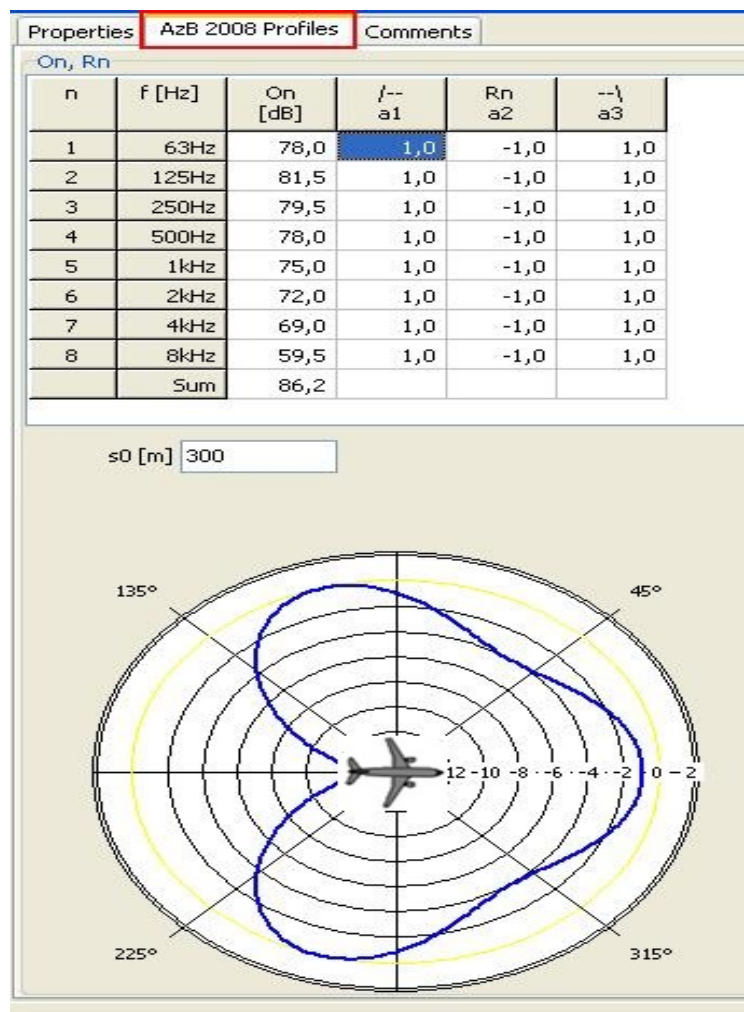 Properties AzB 2008 Profiles Comments
On, Rn
n f [Hz] On [dB] /-- a1 Rn a2 --\ a3
1 63Hz 78,0 1,0 -1,0 1,0
2 125Hz 81,5 1,0 -1,0 1,0
3 250Hz 79,5 1,0 -1,0 1,0
4 500Hz 78,0 1,0 -1,0 1,0
5 1kHz 75,0 1,0 -1,0 1,0
6 2kHz 72,0 1,0 -1,0 1,0
7 4kHz 69,0 1,0 -1,0 1,0
8 8kHz 59,5 1,0 -1,0 1,0
Sum 86,2
s0 [m] 300
135° 45°
12 -10 -8 -6 -4 -2 0 2
225° 315°